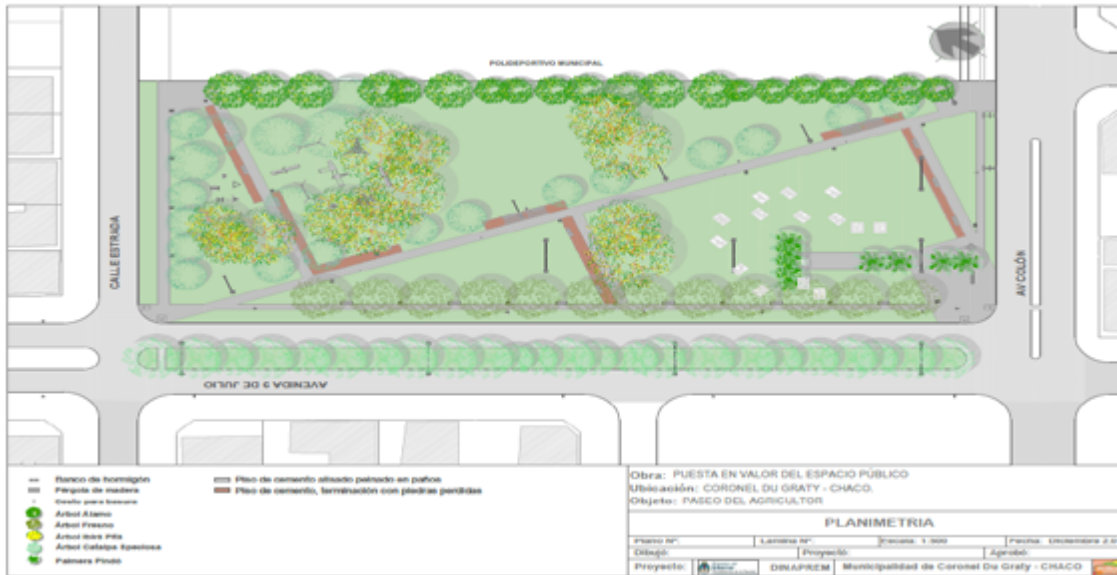 POLIDEPORTIVO MUNICIPAL
CALLE ESTRADA
AV COLÓN
AVENIDA 9 DE JULIO
Banco de hormigón
Pérgola de madera
Cesto para basura
Árbol Álamo
Árbol Fresno
Árbol Ibirá Pitá
Árbol Catalpa Speciosa
Palmera Pindó
Piso de cemento alisado peinado en paños
Piso de cemento, terminación con piedras perdidas
Obra: PUESTA EN VALOR DEL ESPACIO PÚBLICO
Ubicación: CORONEL DU GRATY - CHACO.
Objeto: PASEO DEL AGRICULTOR
PLANIMETRIA
Plano Nº: Lamina Nº: Escala: 1:500 Fecha: Diciembre
Dibujó: Proyectó: Aprobó:
Proyecto: DINAPREM Municipalidad de Coronel Du Graty - CHACO